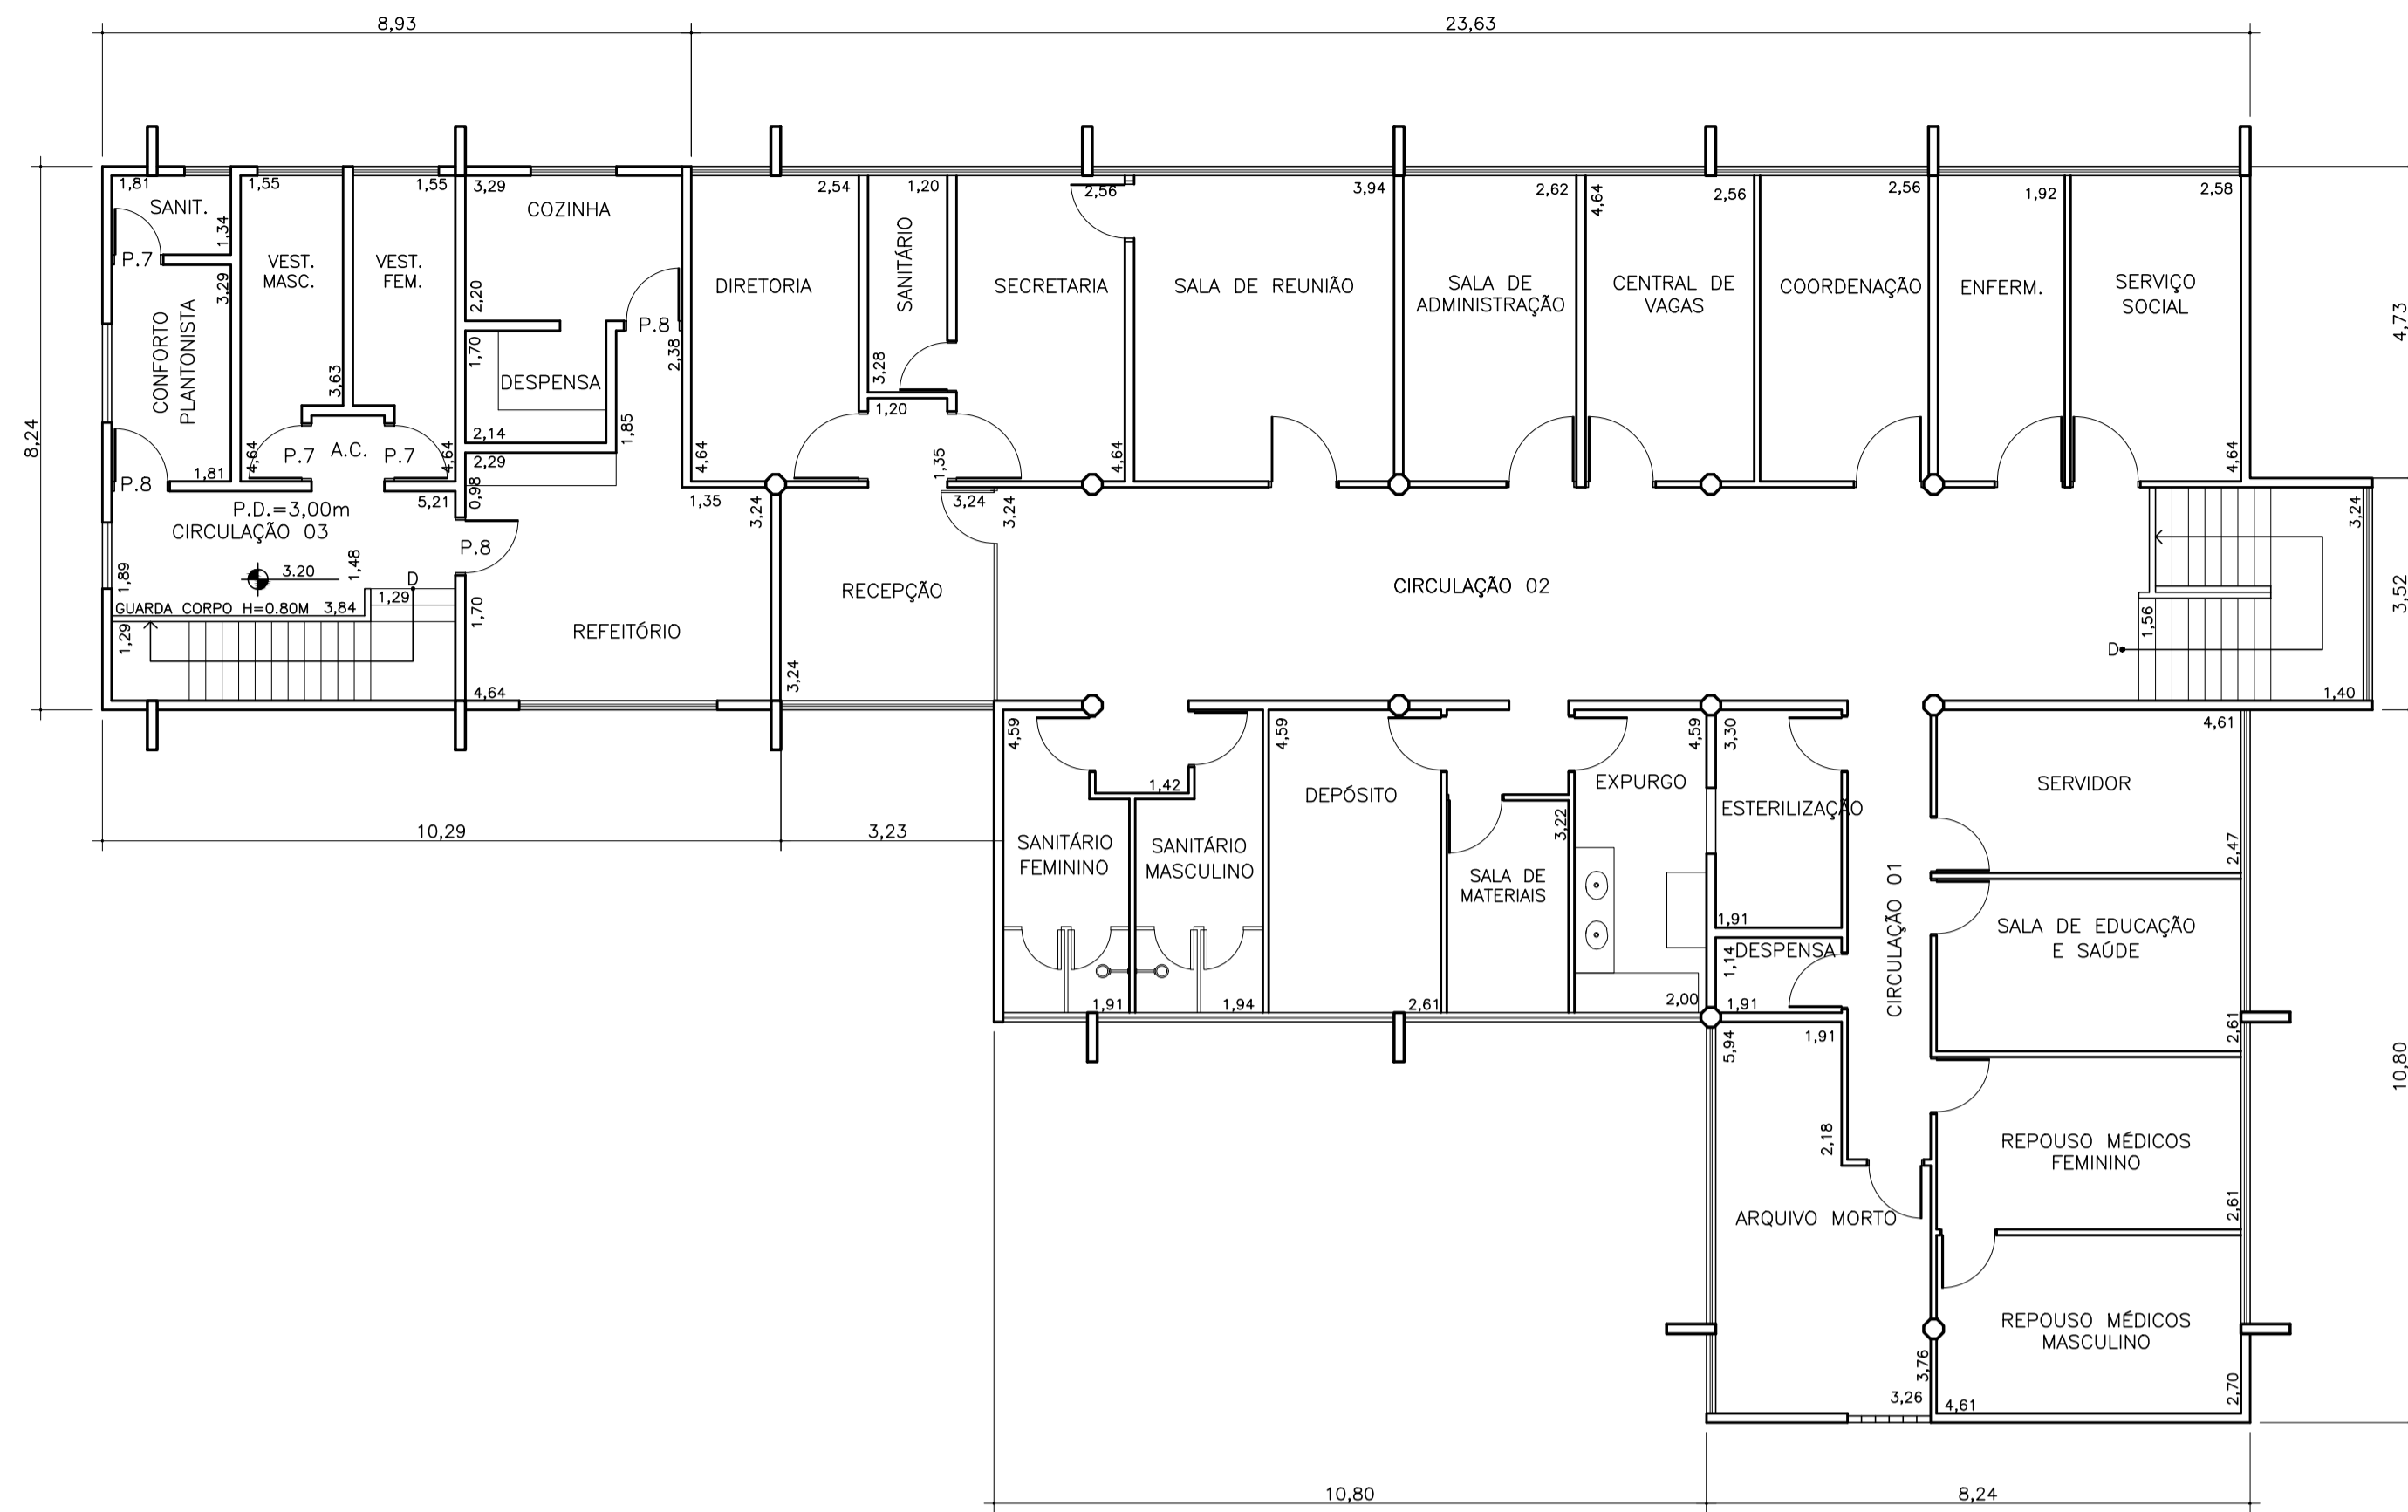 8,93
23,63
1,81
1,55
1,55
3,29
2,54
1,20
2,56
3,94
2,62
4,64
2,56
2,56
1,92
2,58
SANIT.
1,34
COZINHA
P.7
3,29
VEST.
MASC.
VEST.
FEM.
2,20
DIRETORIA
SANITÁRIO
SECRETARIA
SALA DE REUNIÃO
SALA DE
ADMINISTRAÇÃO
CENTRAL DE
VAGAS
COORDENAÇÃO
ENFERM.
SERVIÇO
SOCIAL
4,73
CONFORTO
PLANTONISTA
P.8
1,70
2,38
3,63
DESPENSA
3,28
1,20
8,24
2,14
1,85
A.C.
P.7
P.7
4,64
4,64
2,29
4,64
1,35
4,64
4,64
P.8
1,81
5,21
0,98
1,35
3,24
3,24
3,24
3,24
P.D.=3,00m
CIRCULAÇÃO 03
P.8
3.20
1,48
D
1,89
GUARDA CORPO H=0.80M
3,84
1,29
1,29
1,70
RECEPÇÃO
CIRCULAÇÃO 02
3,52
REFEITÓRIO
1,56
D
3,24
4,64
1,40
4,59
4,59
4,59
3,30
4,61
1,42
DEPÓSITO
EXPURGO
ESTERILIZAÇÃO
SERVIDOR
10,29
3,23
3,22
2,47
SANITÁRIO
FEMININO
SANITÁRIO
MASCULINO
SALA DE
MATERIAIS
CIRCULAÇÃO 01
1,91
DESPENSA
1,14
SALA DE EDUCAÇÃO
E SAÚDE
1,91
1,94
2,61
2,00
1,91
5,94
1,91
2,61
10,80
2,18
REPOUSO MÉDICOS
FEMININO
ARQUIVO MORTO
2,61
REPOUSO MÉDICOS
MASCULINO
3,76
3,26
4,61
2,70
10,80
8,24